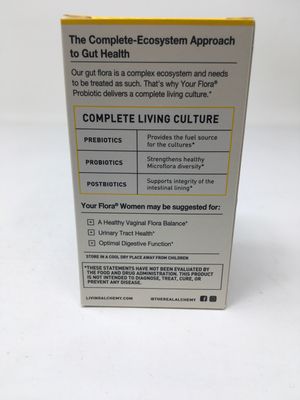 The Complete-Ecosystem Approach
to Gut Health
Our gut flora is a complex ecosystem and needs
to be treated as such. That's why Your Flora®
Probiotic delivers a complete living culture.*
COMPLETE LIVING CULTURE
PREBIOTICS
Provides the fuel source
for the cultures*
PROBIOTICS
Strengthens healthy
Microflora diversity*
POSTBIOTICS
Supports integrity of the
intestinal lining*
Your Flora® Women may be suggested for:
A Healthy Vaginal Flora Balance*
Urinary Tract Health*
Optimal Digestive Function*
STORE IN A COOL DRY PLACE AWAY FROM CHILDREN
*THESE STATEMENTS HAVE NOT BEEN EVALUATED BY
THE FOOD AND DRUG ADMINISTRATION. THIS PRODUCT
IS NOT INTENDED TO DIAGNOSE, TREAT, CURE, OR
PREVENT ANY DISEASE.
LIVINGALCHEMY.COM
@THEREALALCHEMY